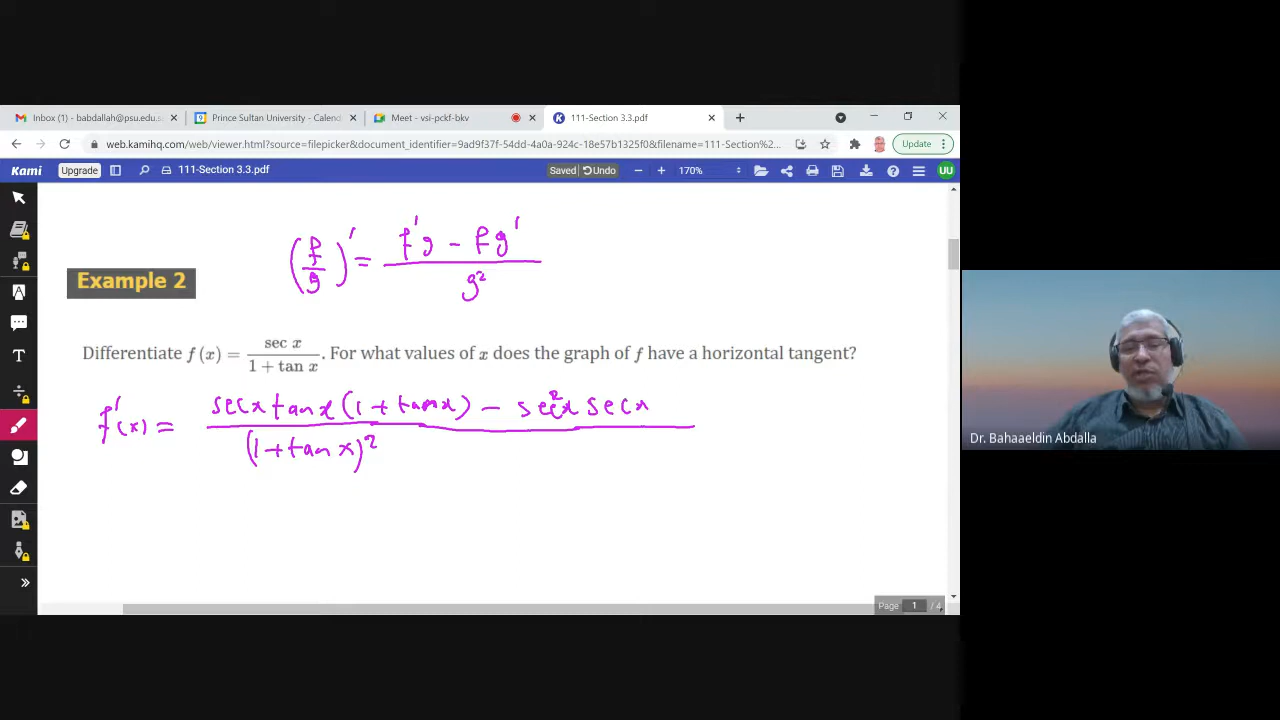 Inbox (1) - babdallah@psu.edu.s
Prince Sultan University - Calend
Meet - vsi-pckf-bkv
111-Section 3.3.pdf
web.kamihq.com/web/viewer.html?source=filepicker&document_identifier=9ad9f37f-54dd-4a0a-924c-18e57b1325f0&filename=111-Section%2...
Update
Kami Upgrade 111-Section 3.3.pdf Saved Undo 170% UU
(f/g)' = (f'g - fg')/g²
Example 2
Differentiate f (x) = sec x / (1 + tan x). For what values of x does the graph of f have a horizontal tangent?
f'(x) = (secx tanx (1 + tanx) - sec²x secx) / (1 + tan x)²
Dr. Bahaaeldin Abdalla
Page 1 / 4